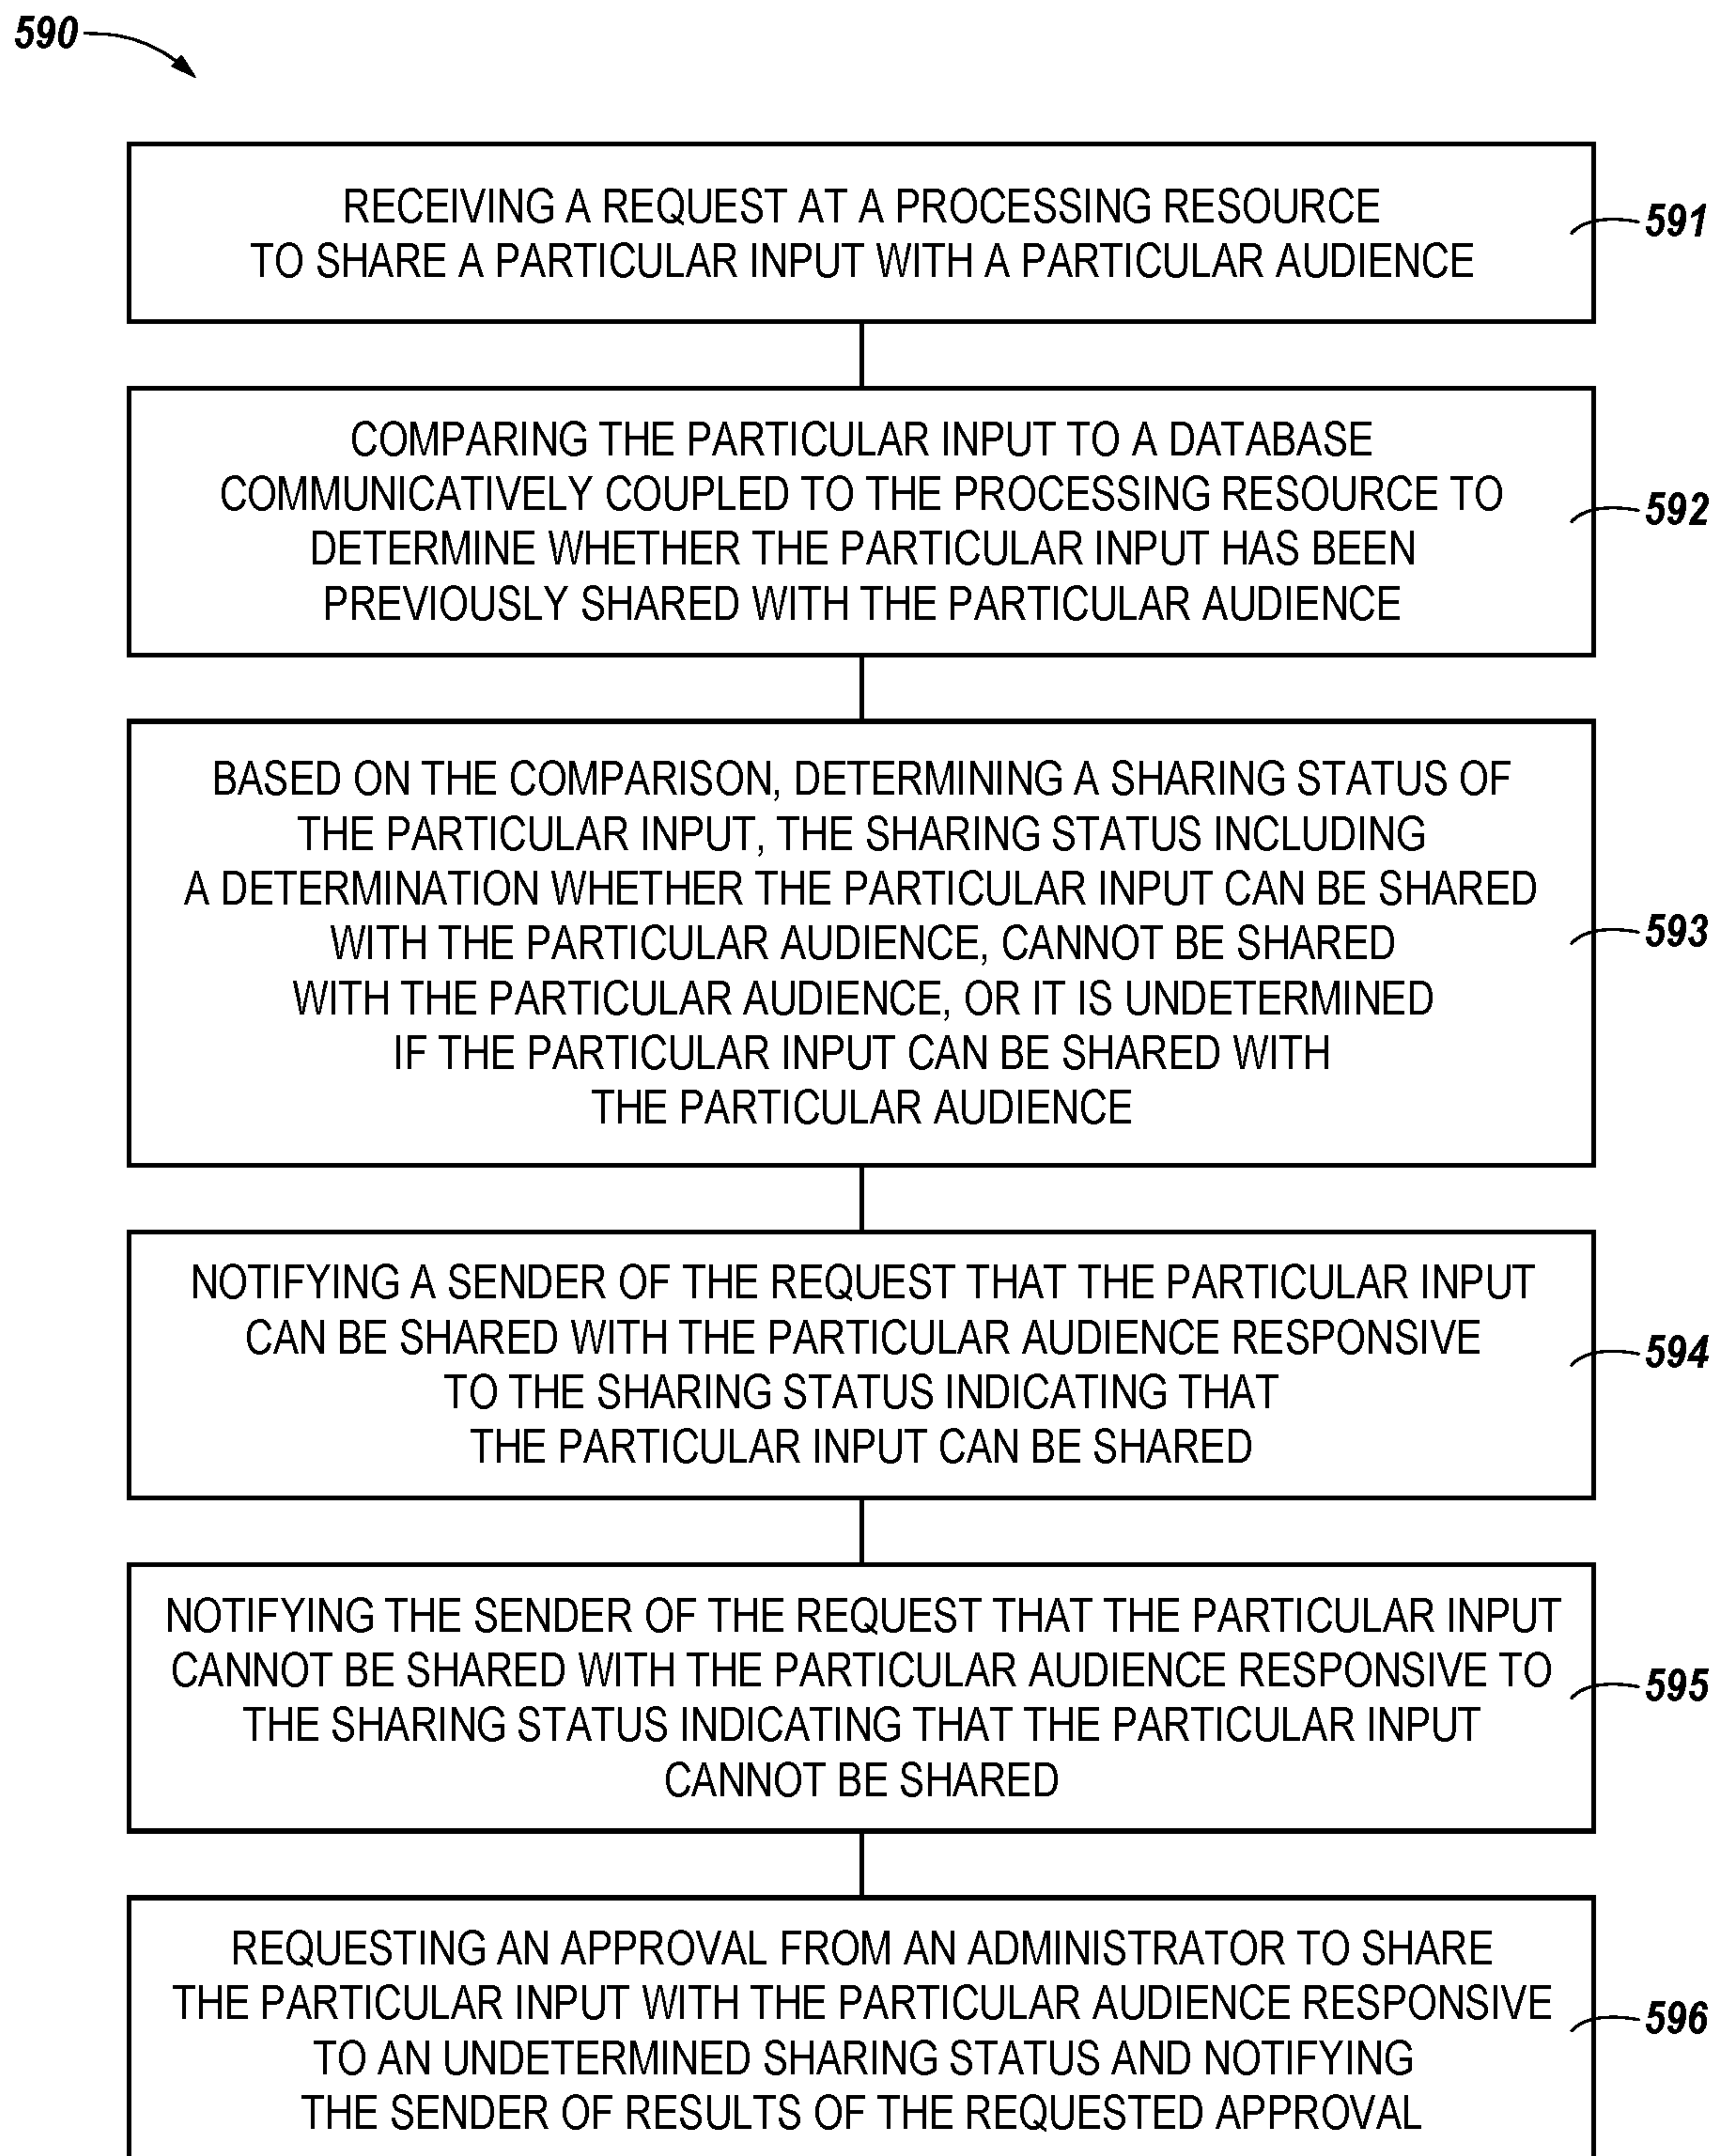 590
RECEIVING A REQUEST AT A PROCESSING RESOURCE
TO SHARE A PARTICULAR INPUT WITH A PARTICULAR AUDIENCE
591
COMPARING THE PARTICULAR INPUT TO A DATABASE
COMMUNICATIVELY COUPLED TO THE PROCESSING RESOURCE TO
DETERMINE WHETHER THE PARTICULAR INPUT HAS BEEN
PREVIOUSLY SHARED WITH THE PARTICULAR AUDIENCE
592
BASED ON THE COMPARISON, DETERMINING A SHARING STATUS OF
THE PARTICULAR INPUT, THE SHARING STATUS INCLUDING
A DETERMINATION WHETHER THE PARTICULAR INPUT CAN BE SHARED
WITH THE PARTICULAR AUDIENCE, CANNOT BE SHARED
WITH THE PARTICULAR AUDIENCE, OR IT IS UNDETERMINED
IF THE PARTICULAR INPUT CAN BE SHARED WITH
THE PARTICULAR AUDIENCE
593
NOTIFYING A SENDER OF THE REQUEST THAT THE PARTICULAR INPUT
CAN BE SHARED WITH THE PARTICULAR AUDIENCE RESPONSIVE
TO THE SHARING STATUS INDICATING THAT
THE PARTICULAR INPUT CAN BE SHARED
594
NOTIFYING THE SENDER OF THE REQUEST THAT THE PARTICULAR INPUT
CANNOT BE SHARED WITH THE PARTICULAR AUDIENCE RESPONSIVE TO
THE SHARING STATUS INDICATING THAT THE PARTICULAR INPUT
CANNOT BE SHARED
595
REQUESTING AN APPROVAL FROM AN ADMINISTRATOR TO SHARE
THE PARTICULAR INPUT WITH THE PARTICULAR AUDIENCE RESPONSIVE
TO AN UNDETERMINED SHARING STATUS AND NOTIFYING
THE SENDER OF RESULTS OF THE REQUESTED APPROVAL
596